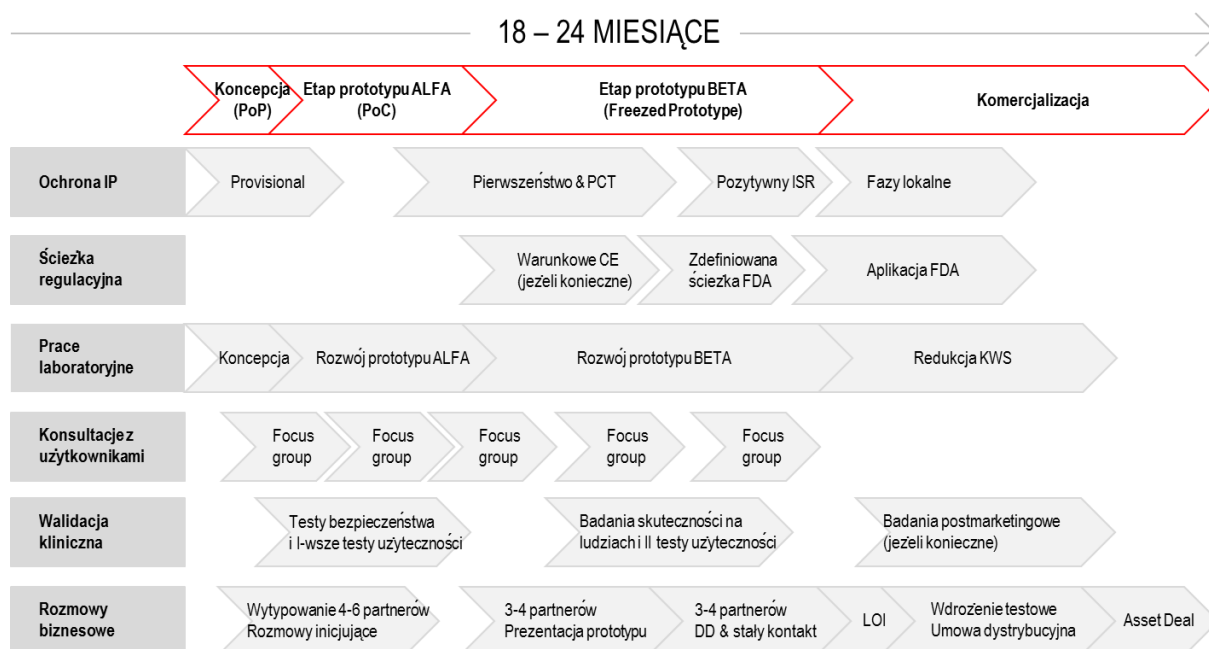 18 – 24 MIESIĄCE
Koncepcja
(PoP)
Etap prototypu ALFA
(PoC)
Etap prototypu BETA
(Freezed Prototype)
Komercjalizacja
Ochrona IP
Provisional
Pierwszeństwo & PCT
Pozytywny ISR
Fazy lokalne
Ścieżka
regulacyjna
Warunkowe CE
(jeżeli konieczne)
Zdefiniowana
ścieżka FDA
Aplikacja FDA
Prace
laboratoryjne
Koncepcja
Rozwój prototypu ALFA
Rozwój prototypu BETA
Redukcja KWS
Konsultacje z
użytkownikami
Focus
group
Focus
group
Focus
group
Focus
group
Focus
group
Walidacja
kliniczna
Testy bezpieczeństwa
i I-wsze testy użyteczności
Badania skuteczności na
ludziach i II testy użyteczności
Badania postmarketingowe
(jeżeli konieczne)
Rozmowy
biznesowe
Wytypowanie 4-6 partnerów
Rozmowy inicjujące
3-4 partnerów
Prezentacja prototypu
3-4 partnerów
DD & stały kontakt
LOI
Wdrożenie testowe
Umowa dystrybucyjna
Asset Deal